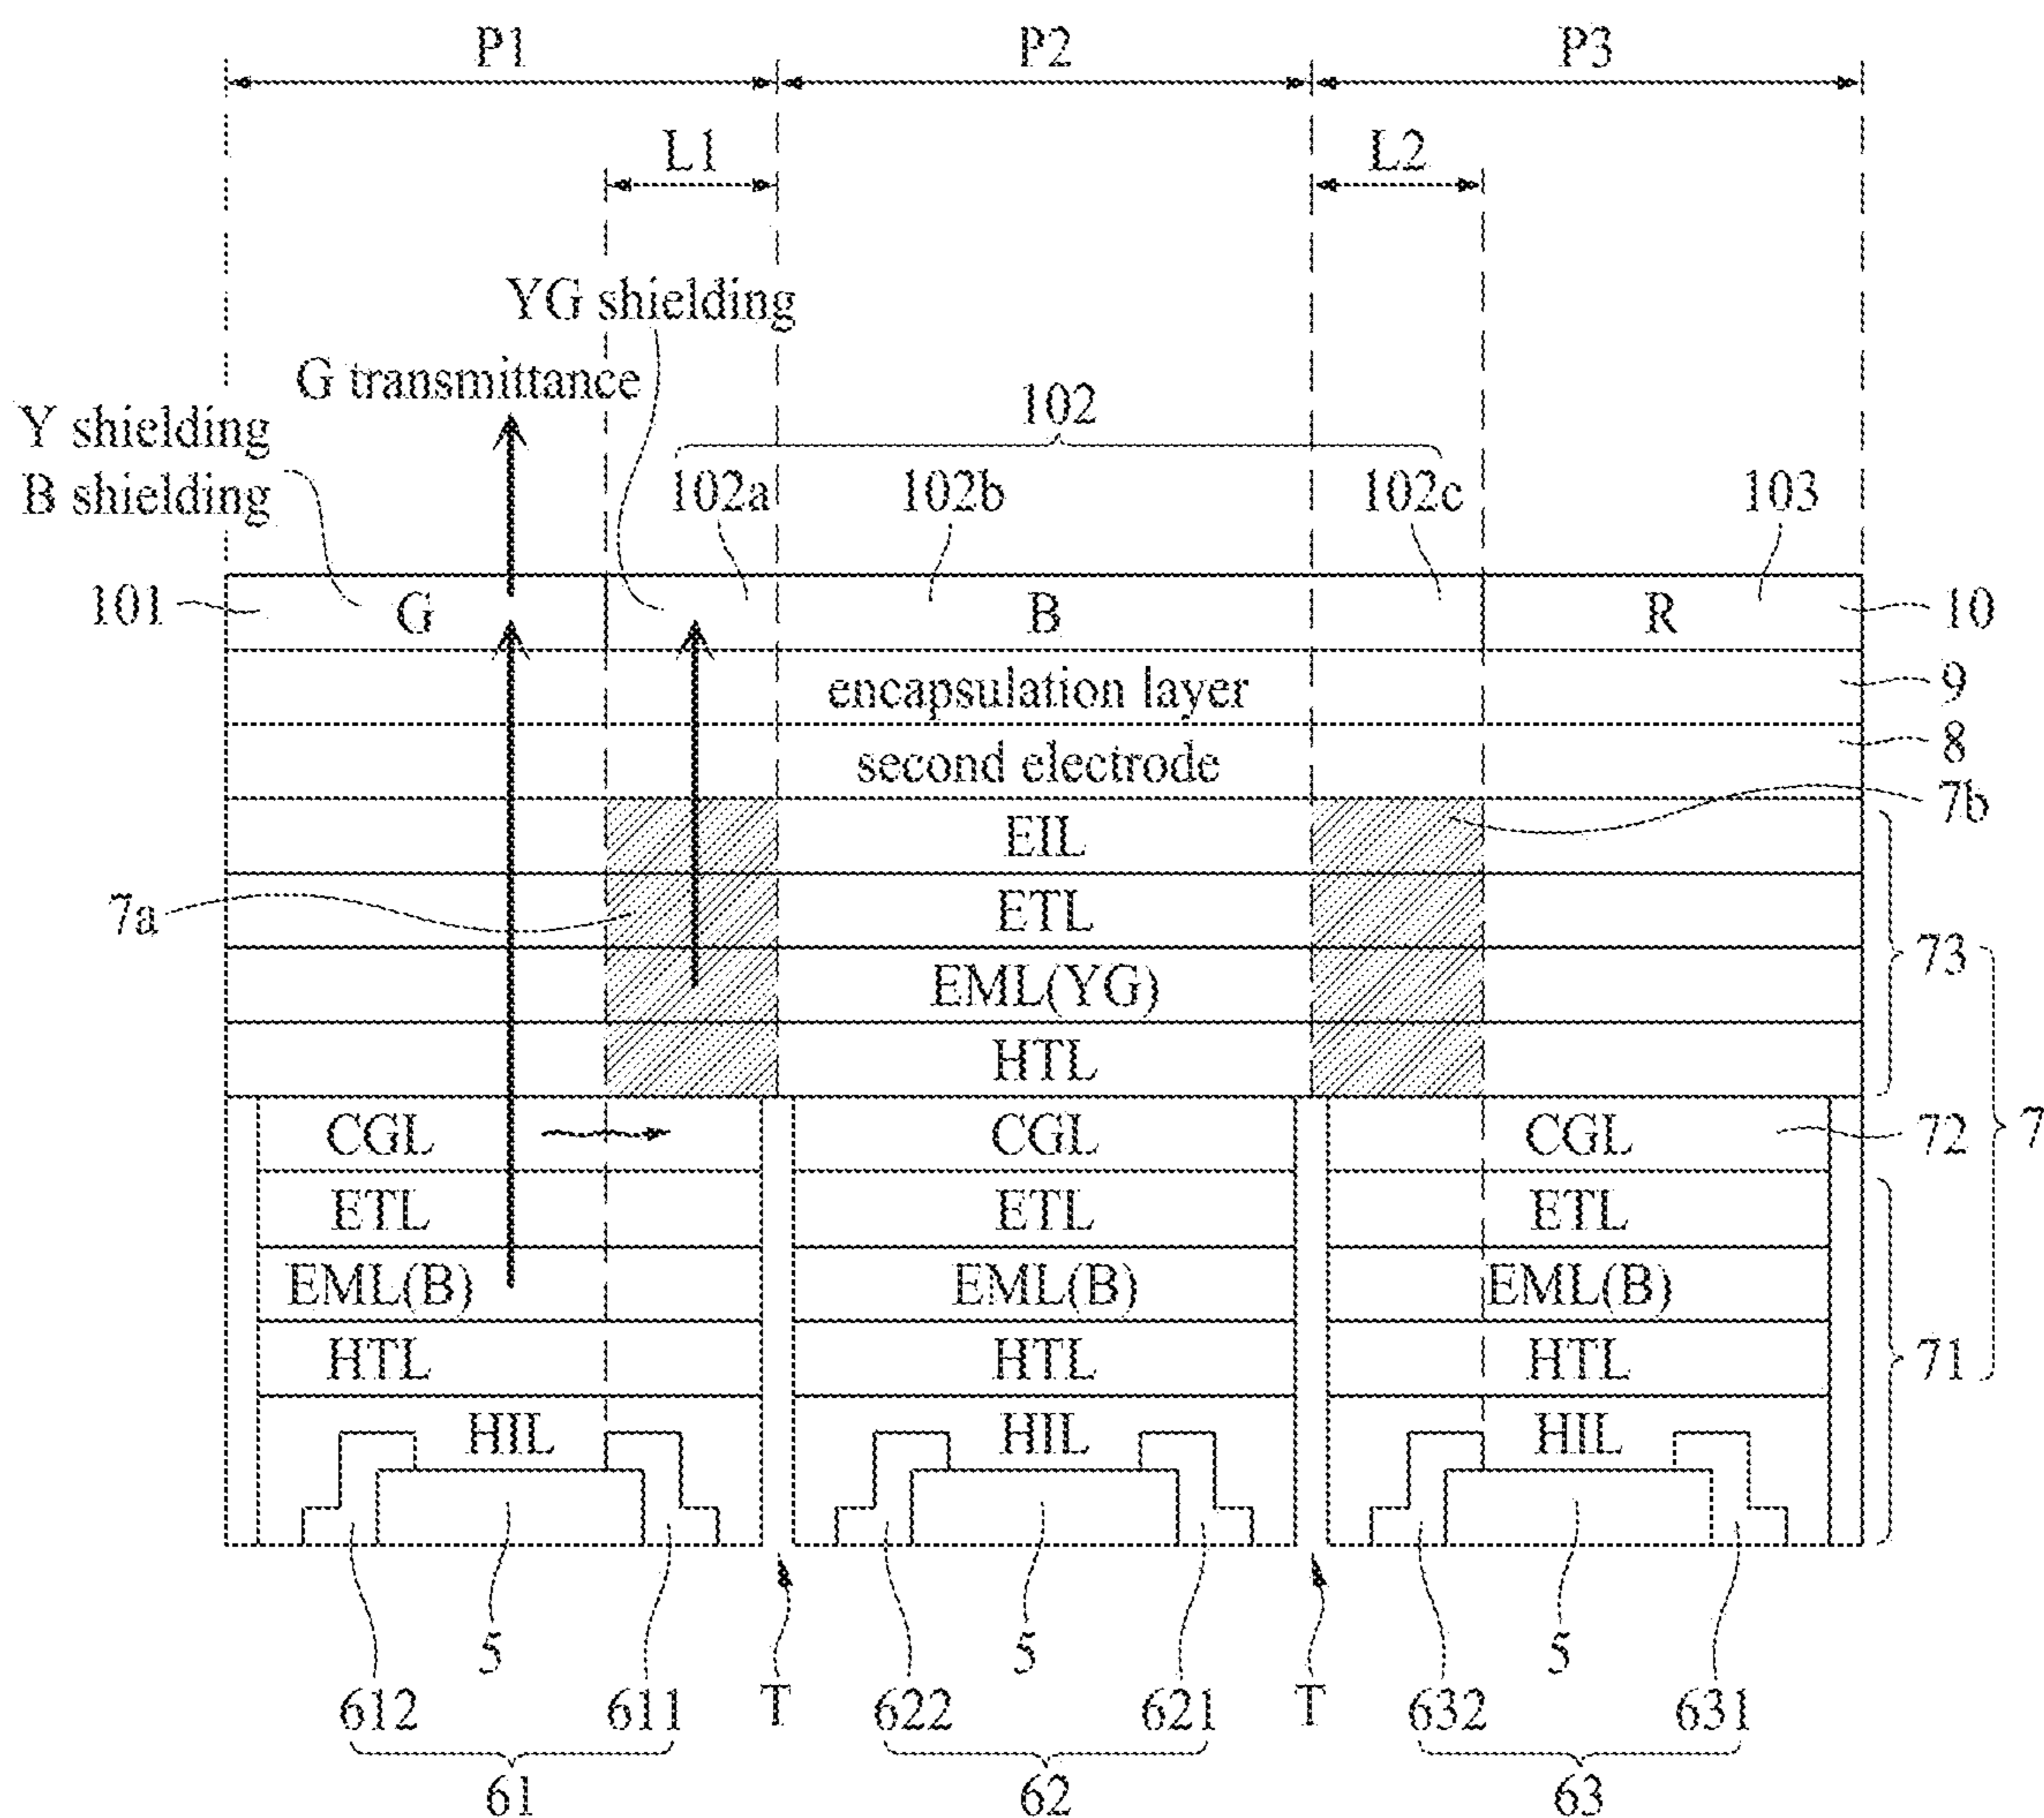 P1 P2 P3
L1 L2
YG shielding
G transmittance
Y shielding 102
B shielding 102a 102b 102c 103
101 G B R 10
encapsulation layer 9
second electrode 8
7b
EIL
7a ETL
73
EML(YG)
HTL
CGL CGL CGL 72 7
ETL ETL ETL
EML(B) EML(B) EML(B)
HTL HTL HTL 71
HIL HIL HIL
5 5 5
612 611 T 622 621 T 632 631
61 62 63